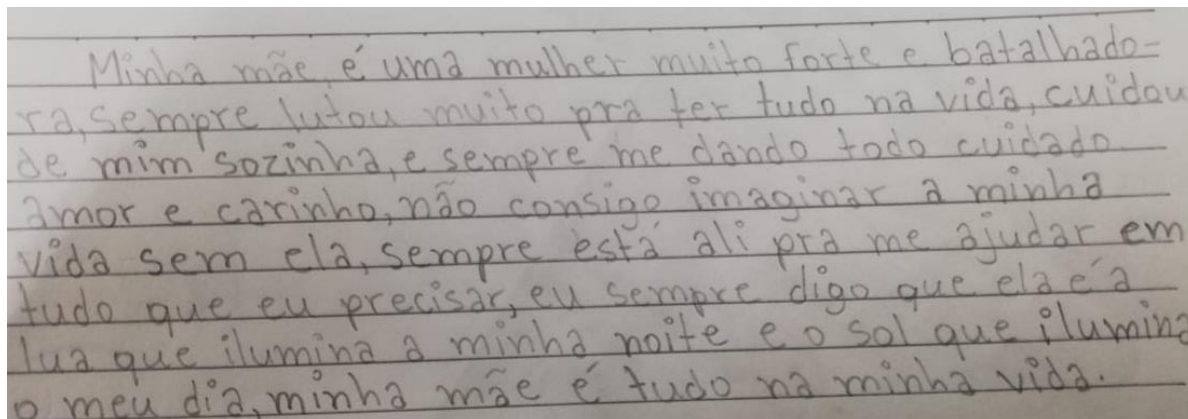 Minha mãe, é uma mulher muito forte e batalhado=
ra, sempre lutou muito pra ter tudo na vida, cuidou
de mim sozinha, e sempre me dando todo cuidado
amor e carinho, não consigo imaginar a minha
vida sem ela, sempre está ali pra me ajudar em
tudo que eu precisar, eu sempre digo que ela é a
lua que ilumina a minha noite e o sol que ilumina
o meu dia, minha mãe é tudo na minha vida.